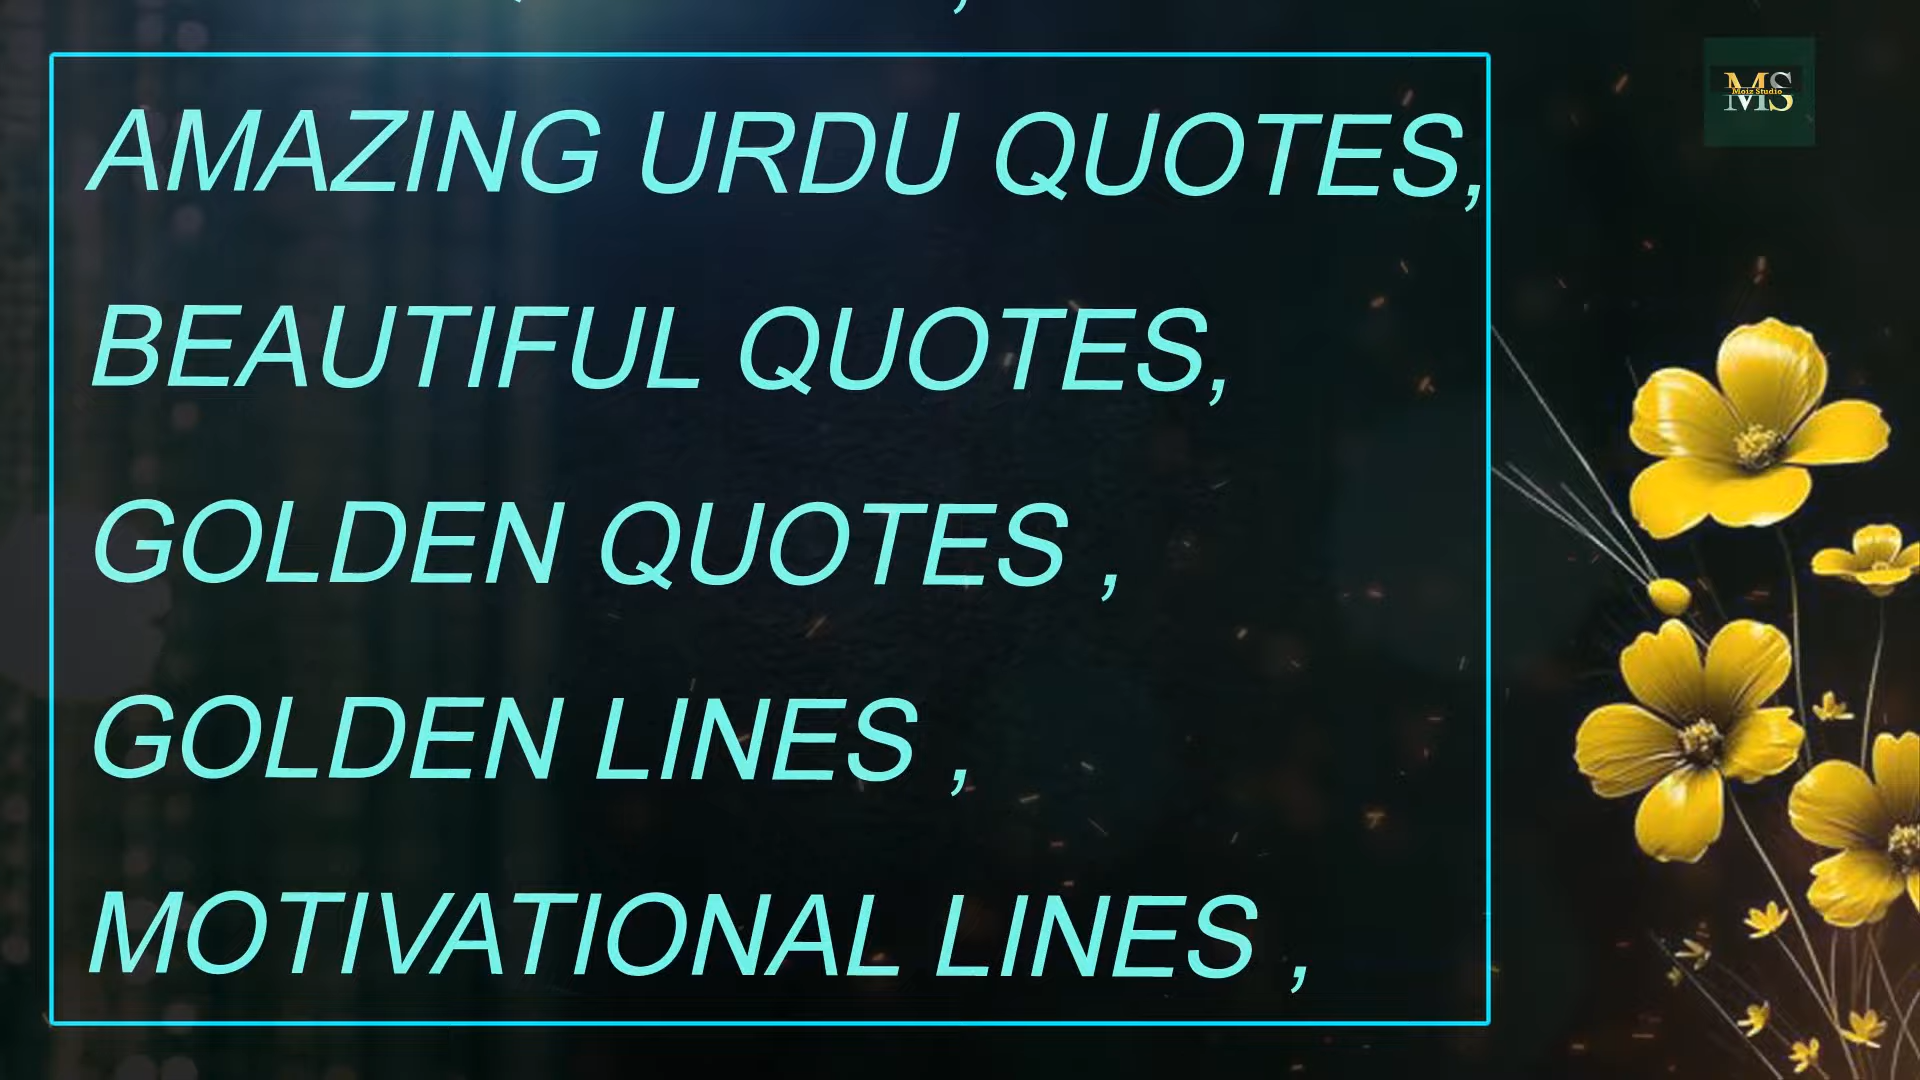 AMAZING URDU QUOTES,
BEAUTIFUL QUOTES,
GOLDEN QUOTES ,
GOLDEN LINES ,
MOTIVATIONAL LINES ,
MS
Moiz Studio